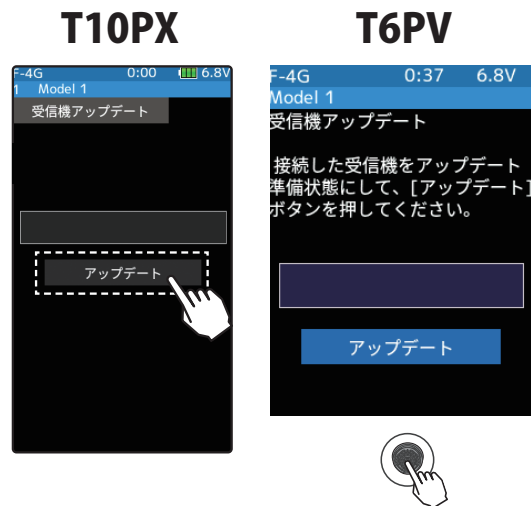 T10PX
F-4G 0:00 6.8V
1 Model 1
受信機アップデート
アップデート
T6PV
F-4G 0:37 6.8V
Model 1
受信機アップデート
接続した受信機をアップデート
準備状態にして、[アップデート]
ボタンを押してください。
アップデート